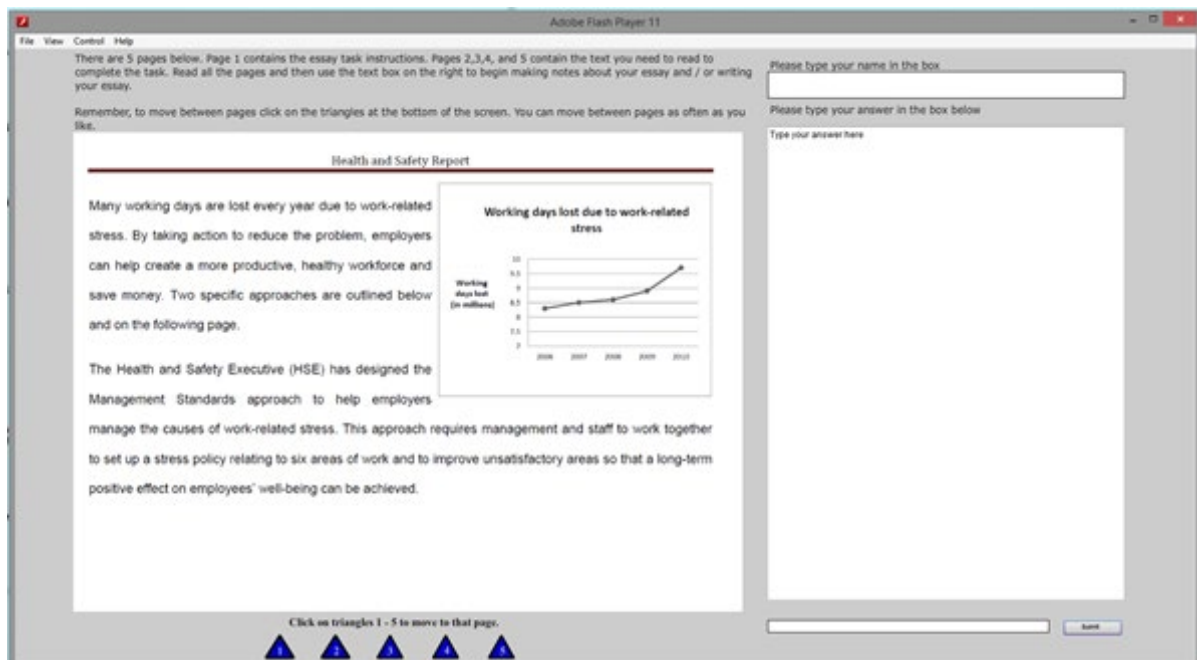 Adobe Flash Player 11
File View Control Help
There are 5 pages below. Page 1 contains the essay task instructions. Pages 2,3,4, and 5 contain the text you need to read to
complete the task. Read all the pages and then use the text box on the right to begin making notes about your essay and / or writing
your essay.
Remember, to move between pages click on the triangles at the bottom of the screen. You can move between pages as often as you
like.
Health and Safety Report
Many working days are lost every year due to work-related
stress. By taking action to reduce the problem, employers
can help create a more productive, healthy workforce and
save money. Two specific approaches are outlined below
and on the following page.
The Health and Safety Executive (HSE) has designed the
Management Standards approach to help employers
manage the causes of work-related stress. This approach requires management and staff to work together
to set up a stress policy relating to six areas of work and to improve unsatisfactory areas so that a long-term
positive effect on employees' well-being can be achieved.
Working days lost due to work-related
stress
Working
days lost
(in millions)
10
9.5
9
8.5
8
7.5
7
2006 2007 2008 2009 2010
Click on triangles 1 - 5 to move to that page.
1 2 3 4 5
Please type your name in the box
Please type your answer in the box below
Type your answer here
Submit